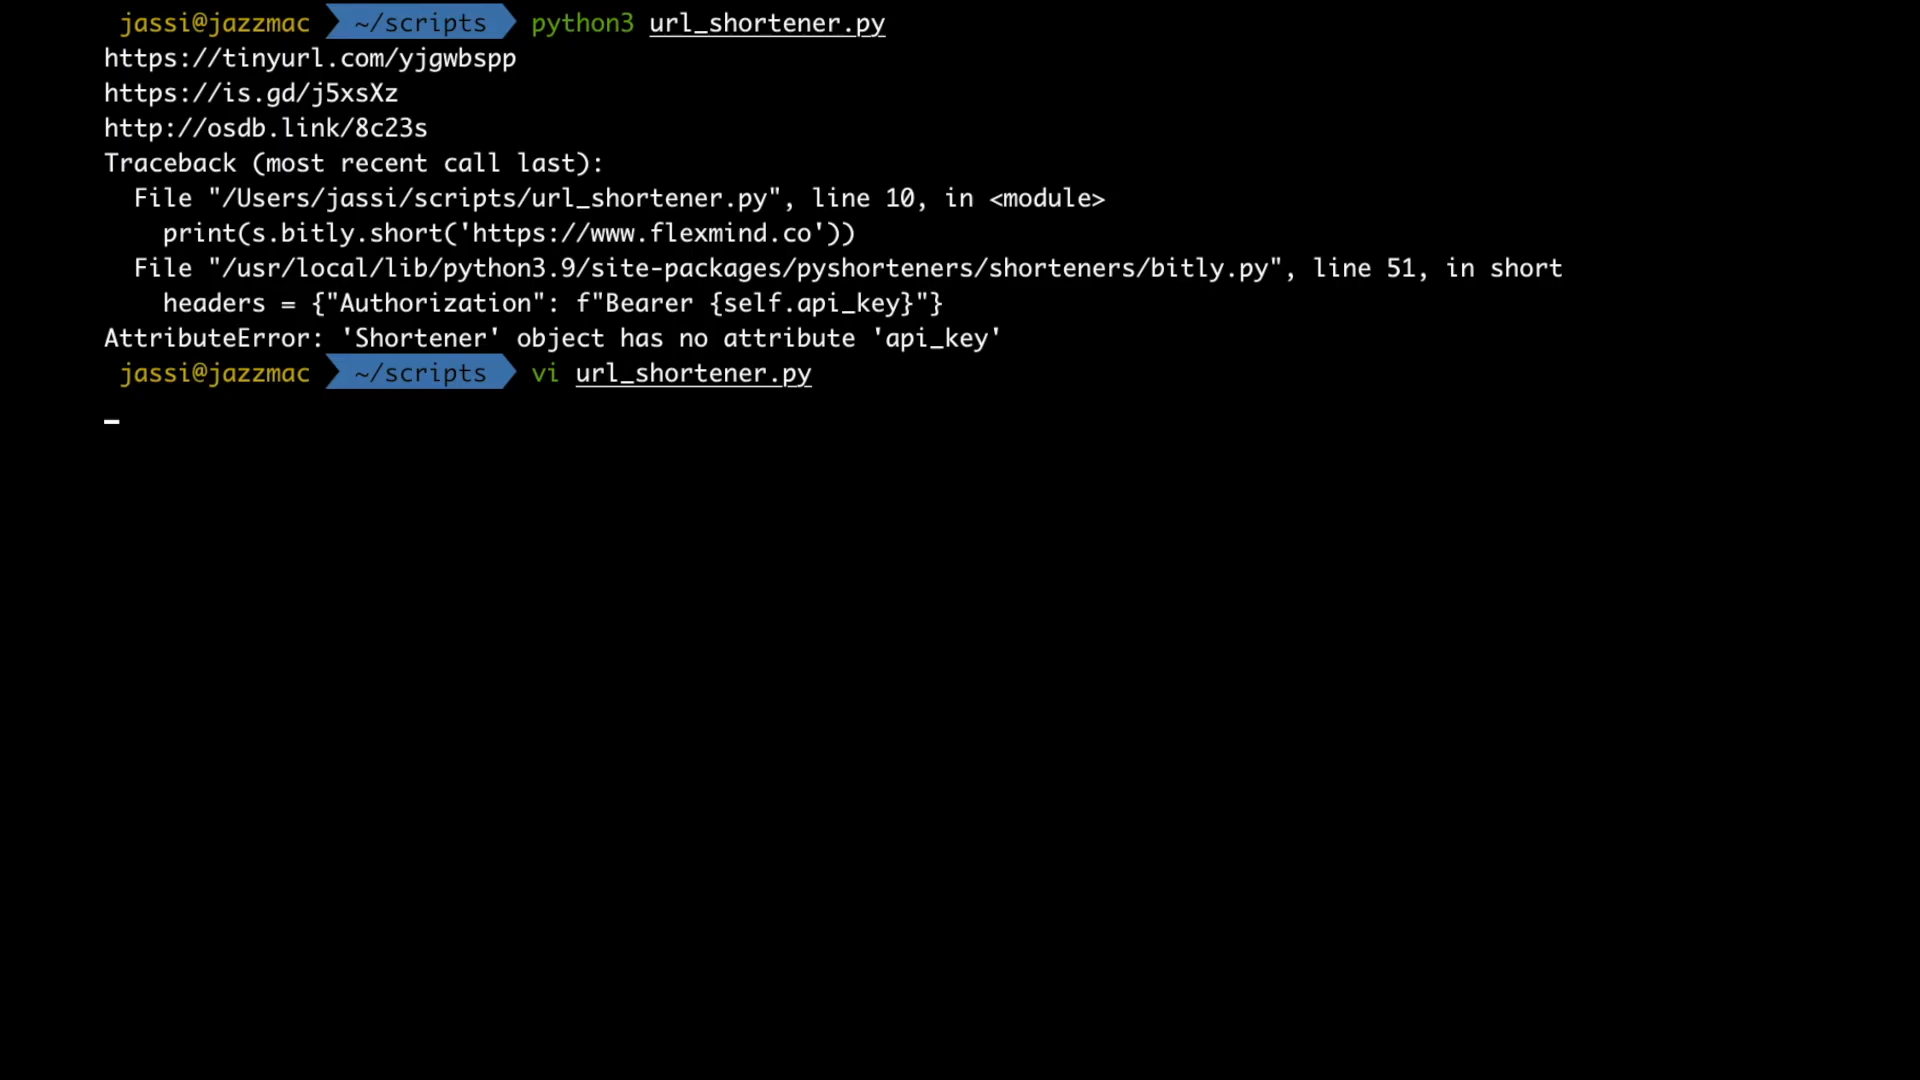 jassi@jazzmac ~/scripts python3 url_shortener.py
https://tinyurl.com/yjgwbspp
https://is.gd/j5xsXz
http://osdb.link/8c23s
Traceback (most recent call last):
  File "/Users/jassi/scripts/url_shortener.py", line 10, in <module>
    print(s.bitly.short('https://www.flexmind.co'))
  File "/usr/local/lib/python3.9/site-packages/pyshorteners/shorteners/bitly.py", line 51, in short
    headers = {"Authorization": f"Bearer {self.api_key}"}
AttributeError: 'Shortener' object has no attribute 'api_key'
jassi@jazzmac ~/scripts vi url_shortener.py